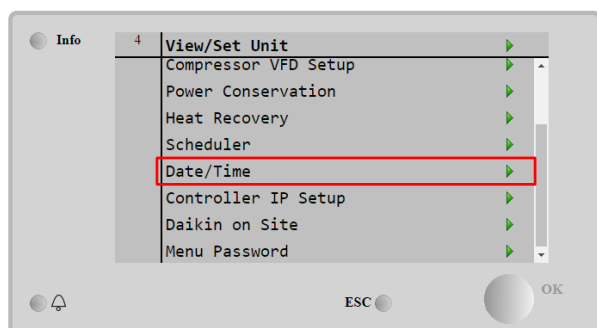 Info
4 View/Set Unit
Compressor VFD Setup
Power Conservation
Heat Recovery
Scheduler
Date/Time
Controller IP Setup
Daikin on Site
Menu Password
ESC
OK